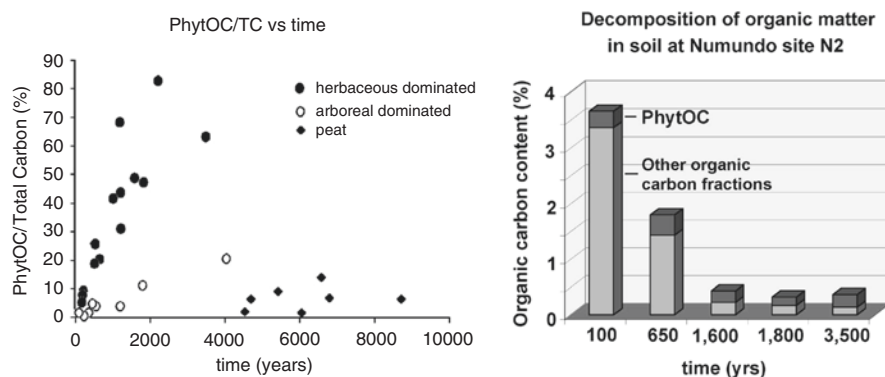 PhytOC/TC vs time
PhytOC/Total Carbon (%)
90
80
70
60
50
40
30
20
10
0
herbaceous dominated
arboreal dominated
peat
0 2000 4000 6000 8000 10000
time (years)
Decomposition of organic matter
in soil at Numundo site N2
Organic carbon content (%)
4
3
2
1
0
PhytOC
Other organic
carbon fractions
100 650 1,600 1,800 3,500
time (yrs)